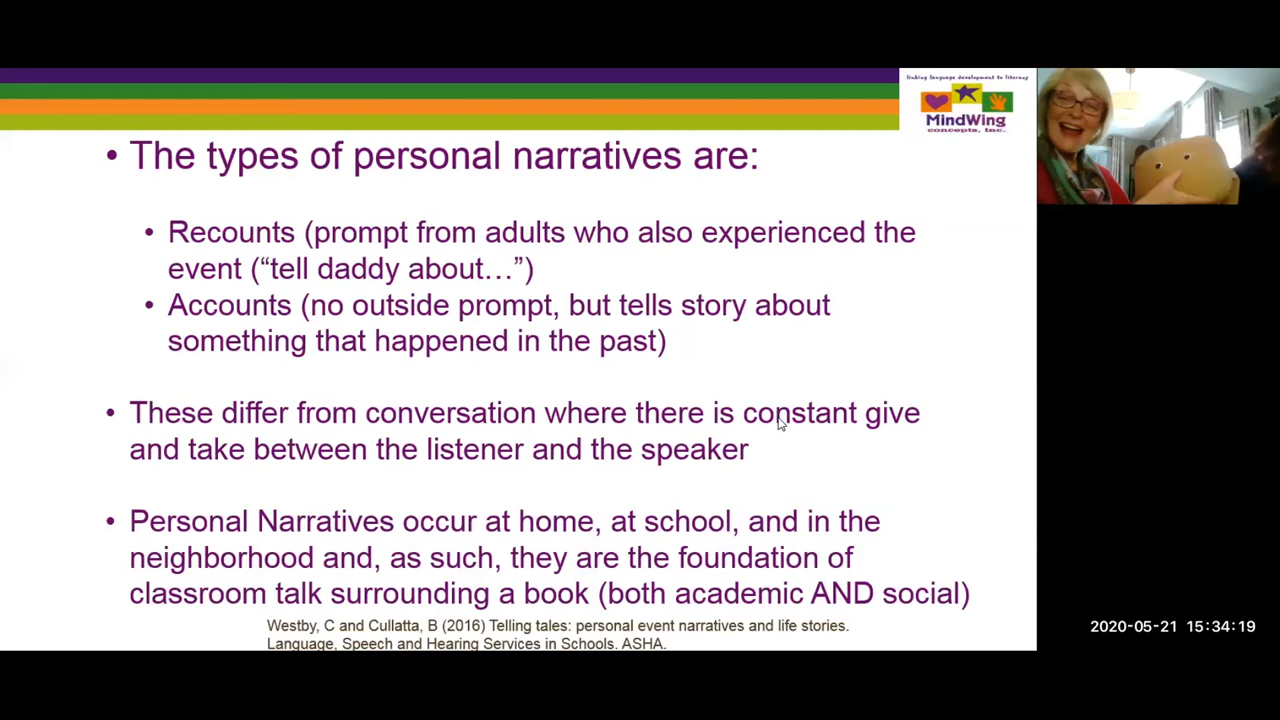 linking language development to literacy
MindWing
concepts, inc.
• The types of personal narratives are:
• Recounts (prompt from adults who also experienced the
event (“tell daddy about…”)
• Accounts (no outside prompt, but tells story about
something that happened in the past)
• These differ from conversation where there is constant give
and take between the listener and the speaker
• Personal Narratives occur at home, at school, and in the
neighborhood and, as such, they are the foundation of
classroom talk surrounding a book (both academic AND social)
Westby, C and Cullatta, B (2016) Telling tales: personal event narratives and life stories.
Language, Speech and Hearing Services in Schools. ASHA.
2020-05-21 15:34:19